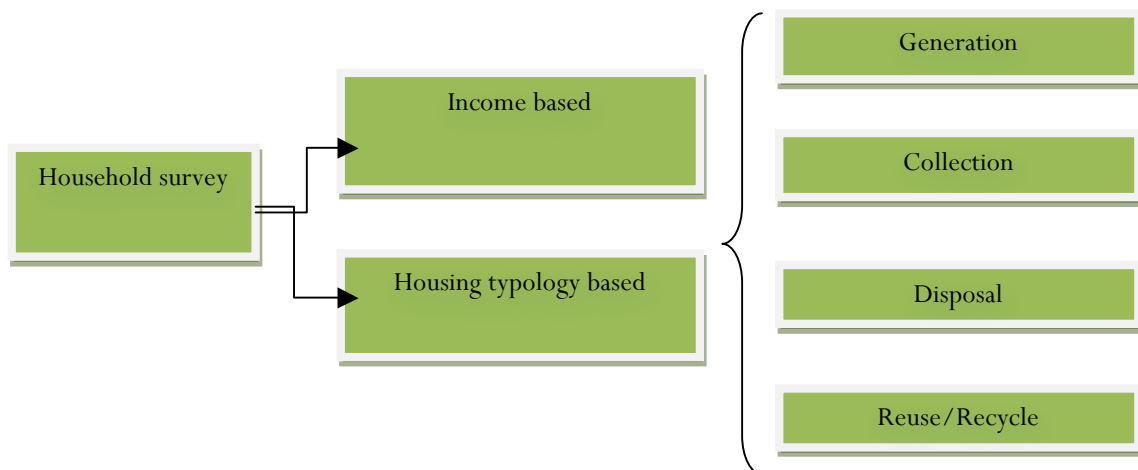 Household survey
Income based
Housing typology based
Generation
Collection
Disposal
Reuse/Recycle